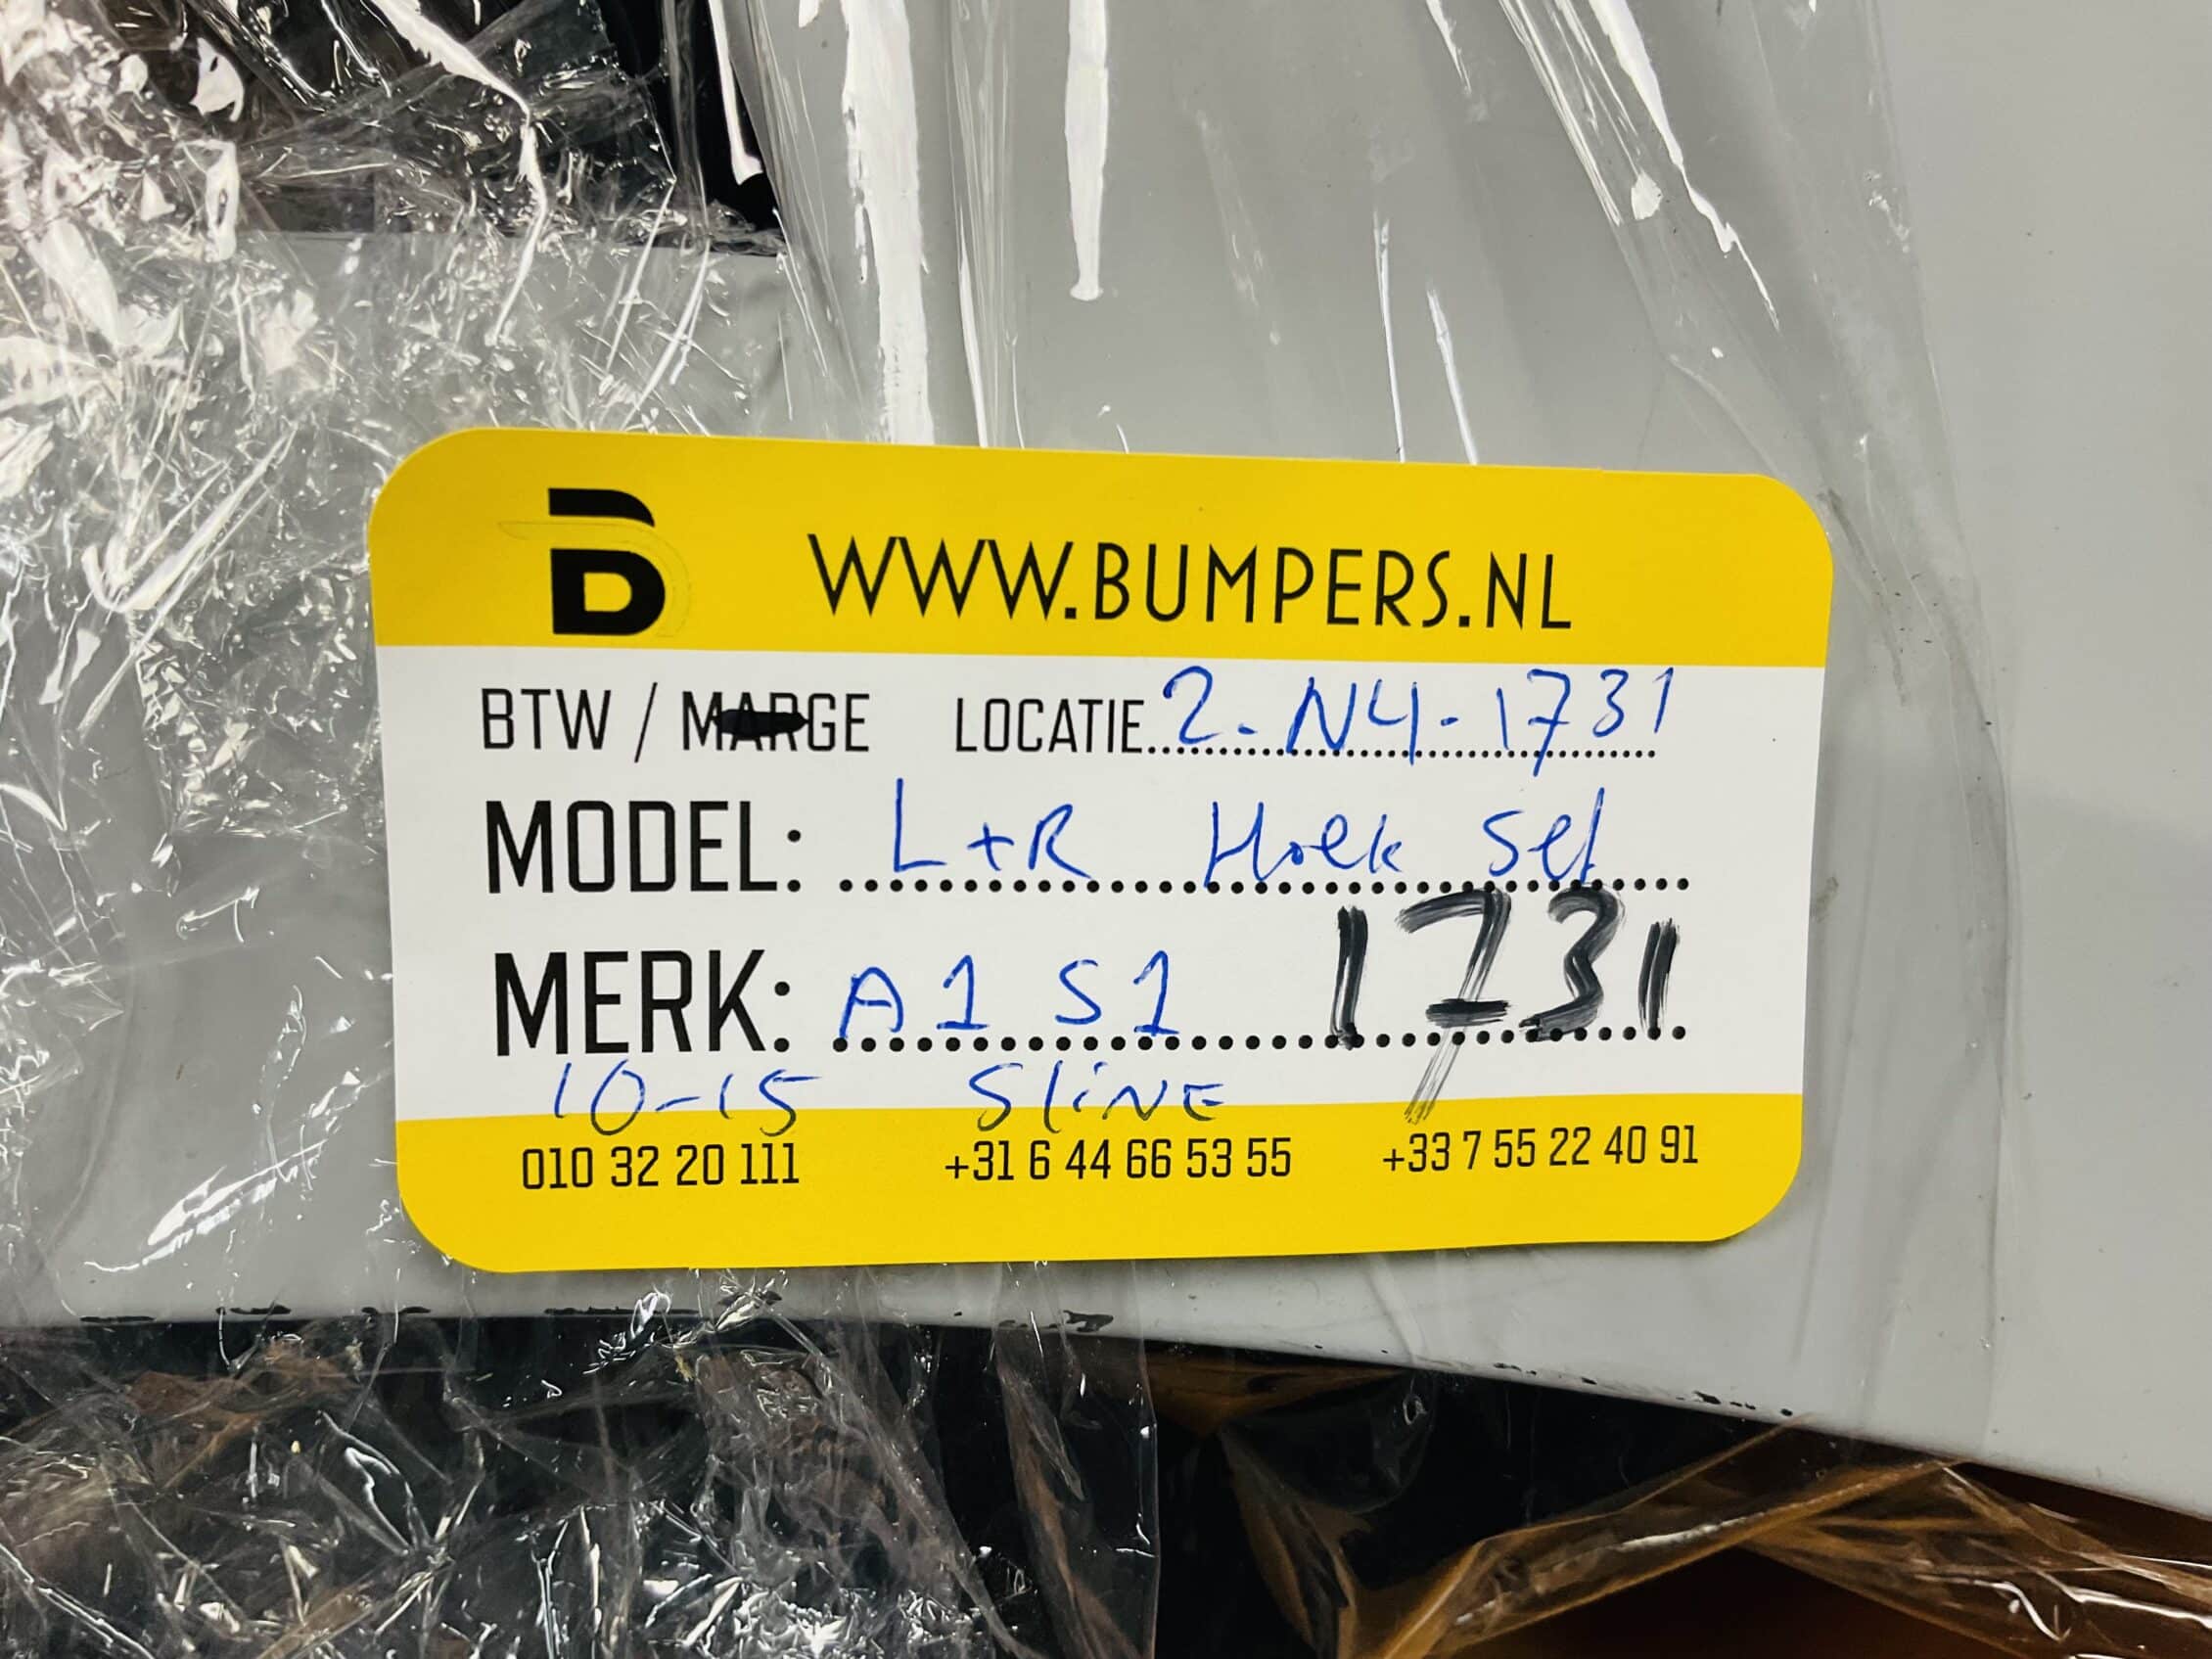 B WWW.BUMPERS.NL
BTW / MARGE LOCATIE 2-N4-1731
MODEL: L+R Hoek Set
MERK: A1 S1 1731
10-15 SliNE
010 32 20 111 +31 6 44 66 53 55 +33 7 55 22 40 91